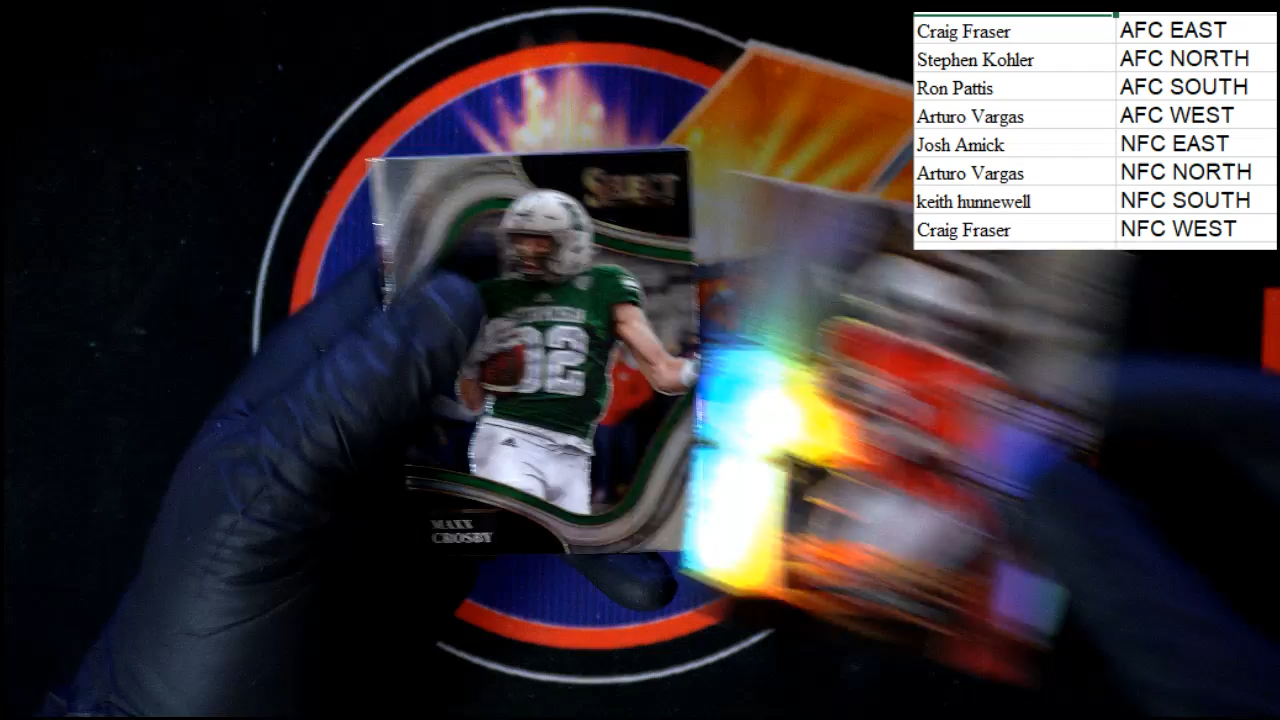 Craig Fraser AFC EAST
Stephen Kohler AFC NORTH
Ron Pattis AFC SOUTH
Arturo Vargas AFC WEST
Josh Amick NFC EAST
Arturo Vargas NFC NORTH
keith hunnewell NFC SOUTH
Craig Fraser NFC WEST
SELECT
82
MAXX
CROSBY